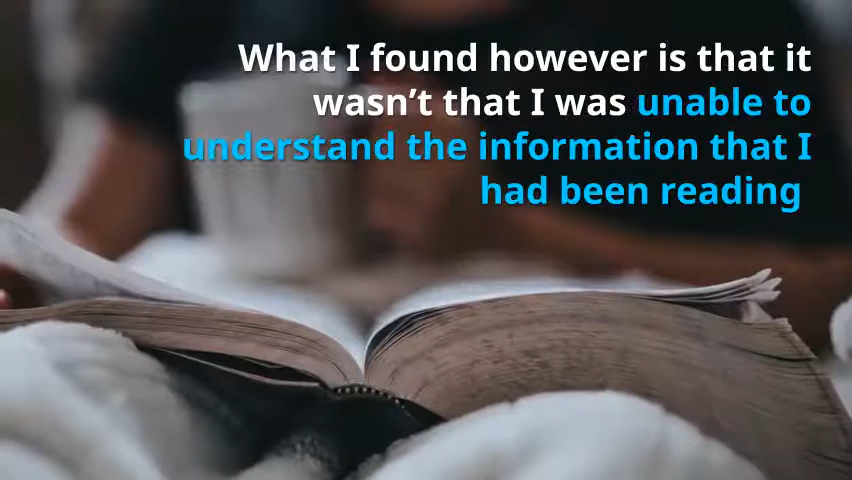 What I found however is that it
wasn’t that I was unable to
understand the information that I
had been reading